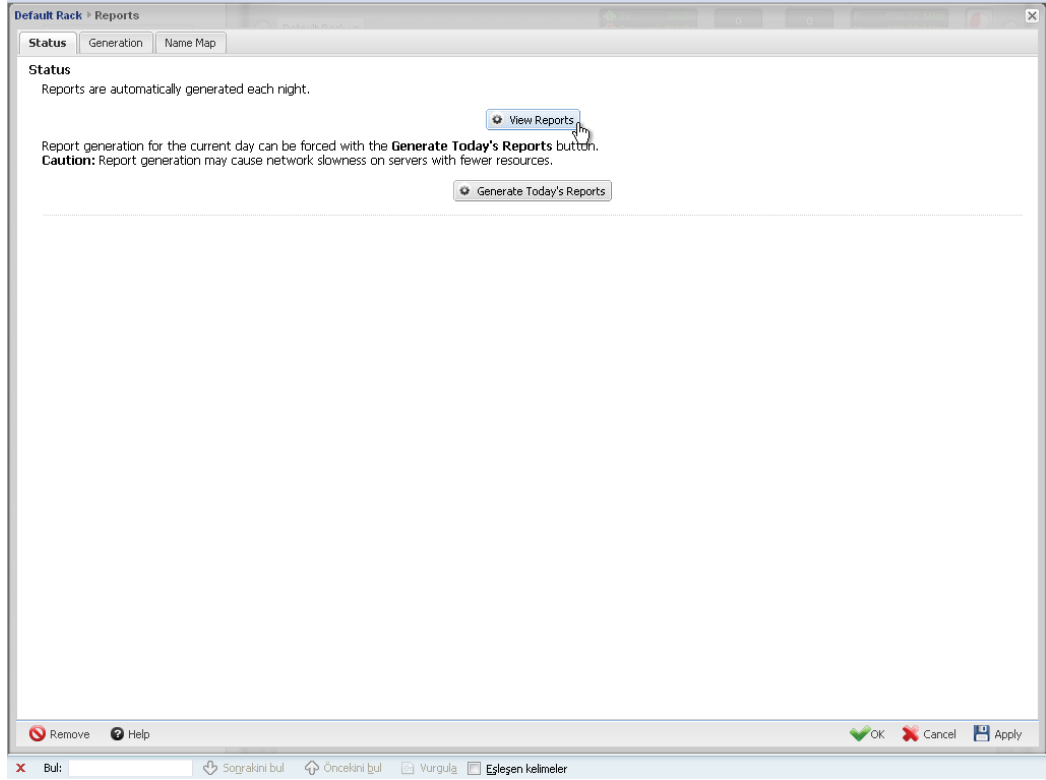 Default Rack ▸ Reports
Status Generation Name Map
Status
Reports are automatically generated each night.
View Reports
Report generation for the current day can be forced with the Generate Today's Reports button.
Caution: Report generation may cause network slowness on servers with fewer resources.
Generate Today's Reports
Remove Help OK Cancel Apply
Bul: Sonrakini bul Öncekini bul Vurgula Eşleşen kelimeler